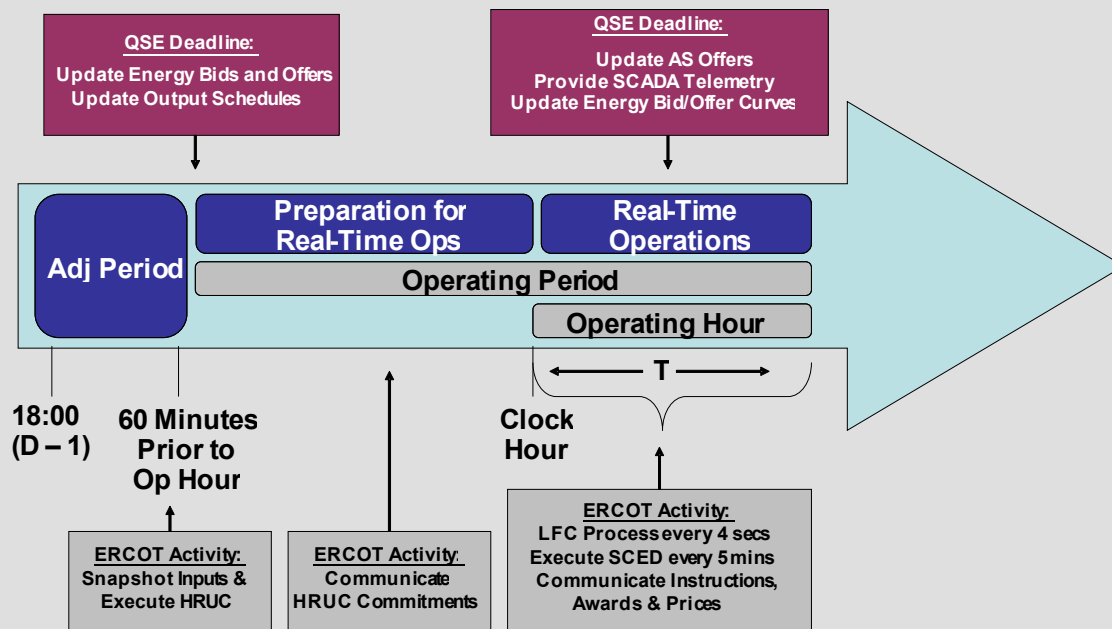 QSE Deadline:
Update Energy Bids and Offers
Update Output Schedules
QSE Deadline:
Update AS Offers
Provide SCADA Telemetry
Update Energy Bid/Offer Curves
Adj Period
Preparation for
Real-Time Ops
Real-Time
Operations
Operating Period
Operating Hour
T
18:00
(D – 1)
60 Minutes
Prior to
Op Hour
Clock
Hour
ERCOT Activity:
Snapshot Inputs &
Execute HRUC
ERCOT Activity:
Communicate
HRUC Commitments
ERCOT Activity:
LFC Process every 4 secs
Execute SCED every 5 mins
Communicate Instructions,
Awards & Prices